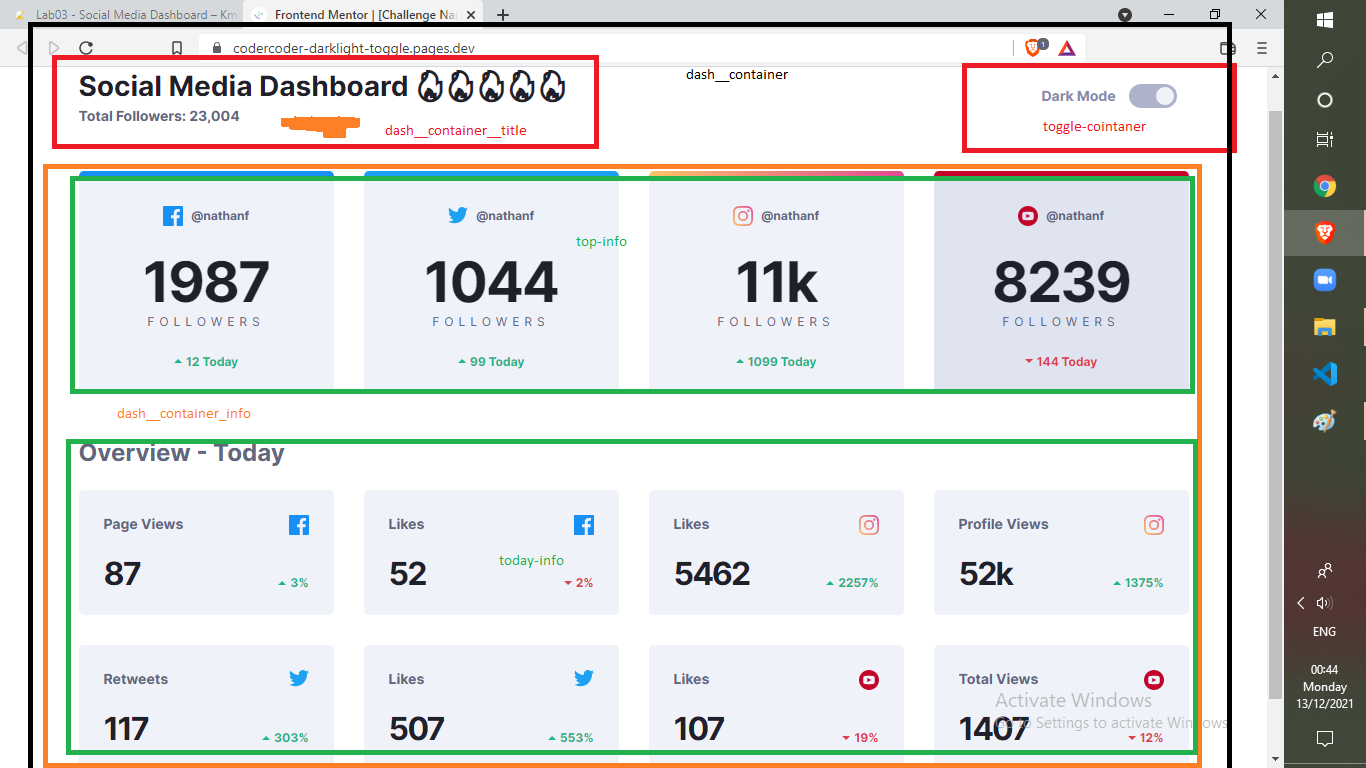 Lab03 - Social Media Dashboard – Km
Frontend Mentor | [Challenge Na
codercoder-darklight-toggle.pages.dev
1
Social Media Dashboard
dash__container
Dark Mode
Total Followers: 23,004
dash__container__title
toggle-cointaner
@nathanf
@nathanf
@nathanf
@nathanf
top-info
1987
1044
11k
8239
FOLLOWERS
FOLLOWERS
FOLLOWERS
FOLLOWERS
12 Today
99 Today
1099 Today
144 Today
dash__container_info
Overview - Today
Page Views
Likes
Likes
Profile Views
today-info
87
3%
52
2%
5462
2257%
52k
1375%
Retweets
Likes
Likes
Total Views
117
303%
507
553%
107
19%
1407
12%
Activate Windows
Go to Settings to activate Windows.
ENG
00:44
Monday
13/12/2021